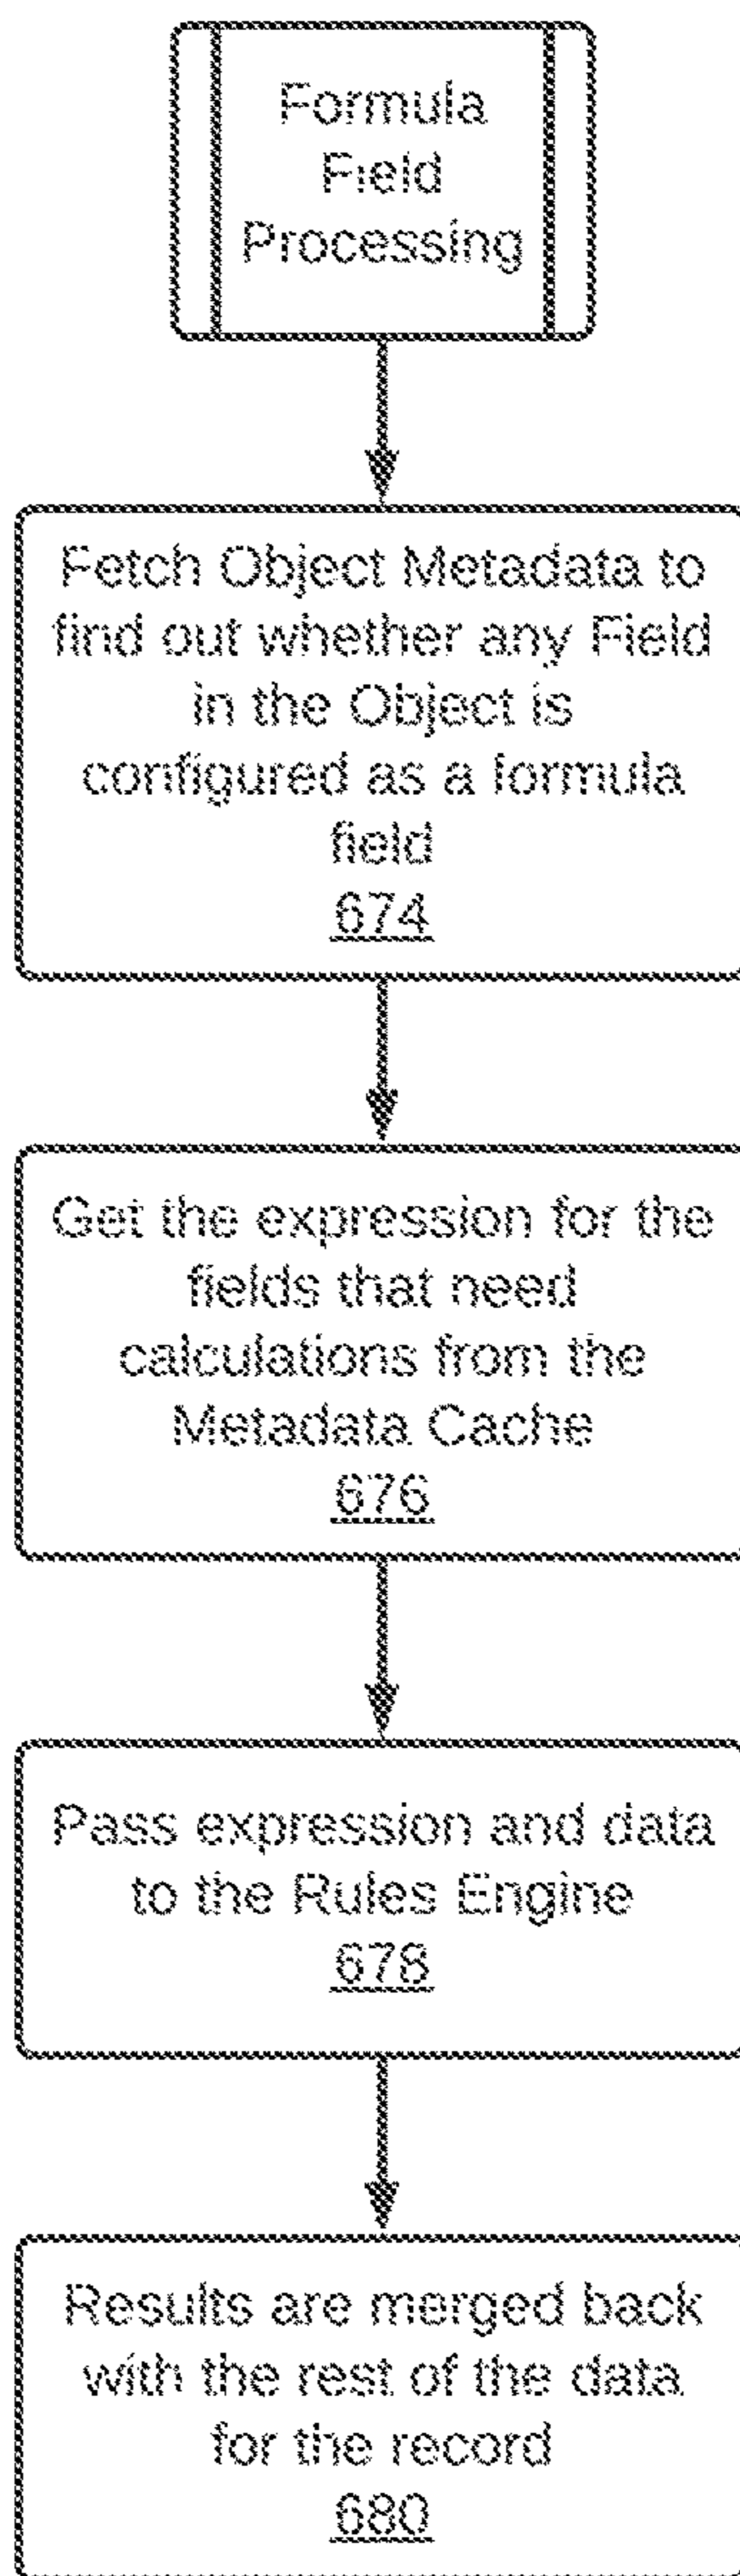 Formula
Field
Processing
Fetch Object Metadata to
find out whether any Field
in the Object is
configured as a formula
field
674
Get the expression for the
fields that need
calculations from the
Metadata Cache
676
Pass expression and data
to the Rules Engine
678
Results are merged back
with the rest of the data
for the record
680